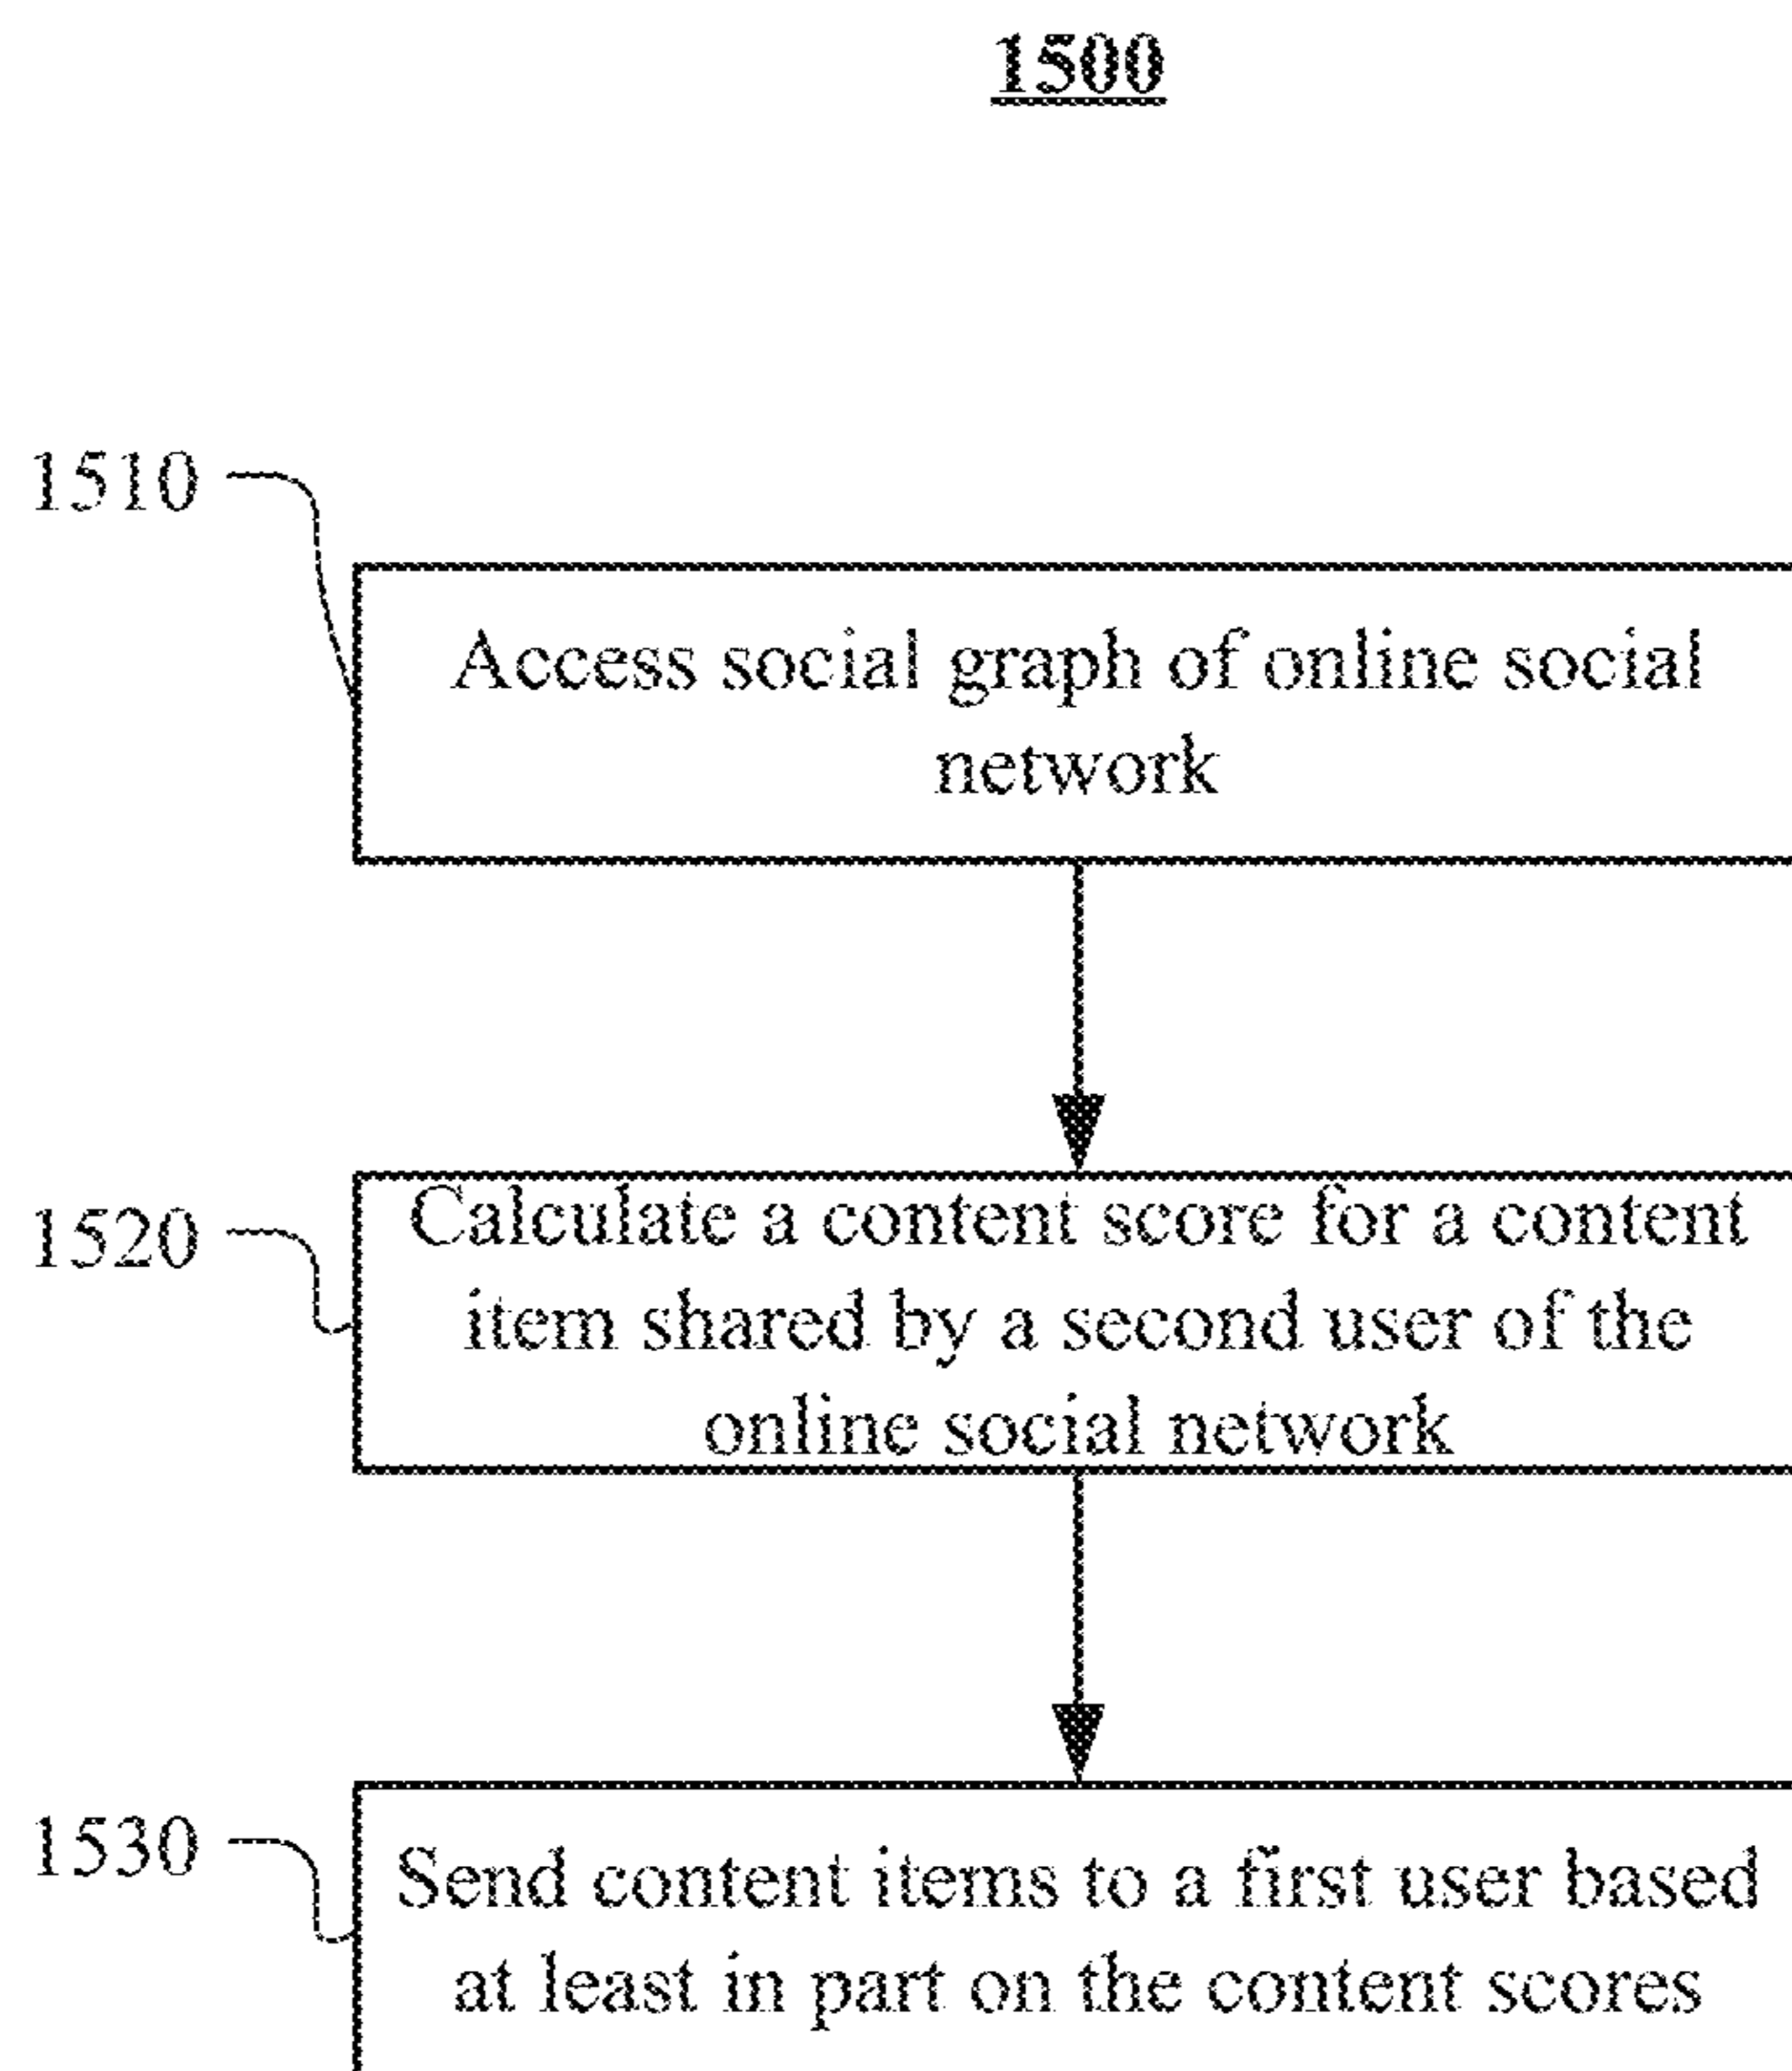 1500
1510
Access social graph of online social
network
1520
Calculate a content score for a content
item shared by a second user of the
online social network
1530
Send content items to a first user based
at least in part on the content scores